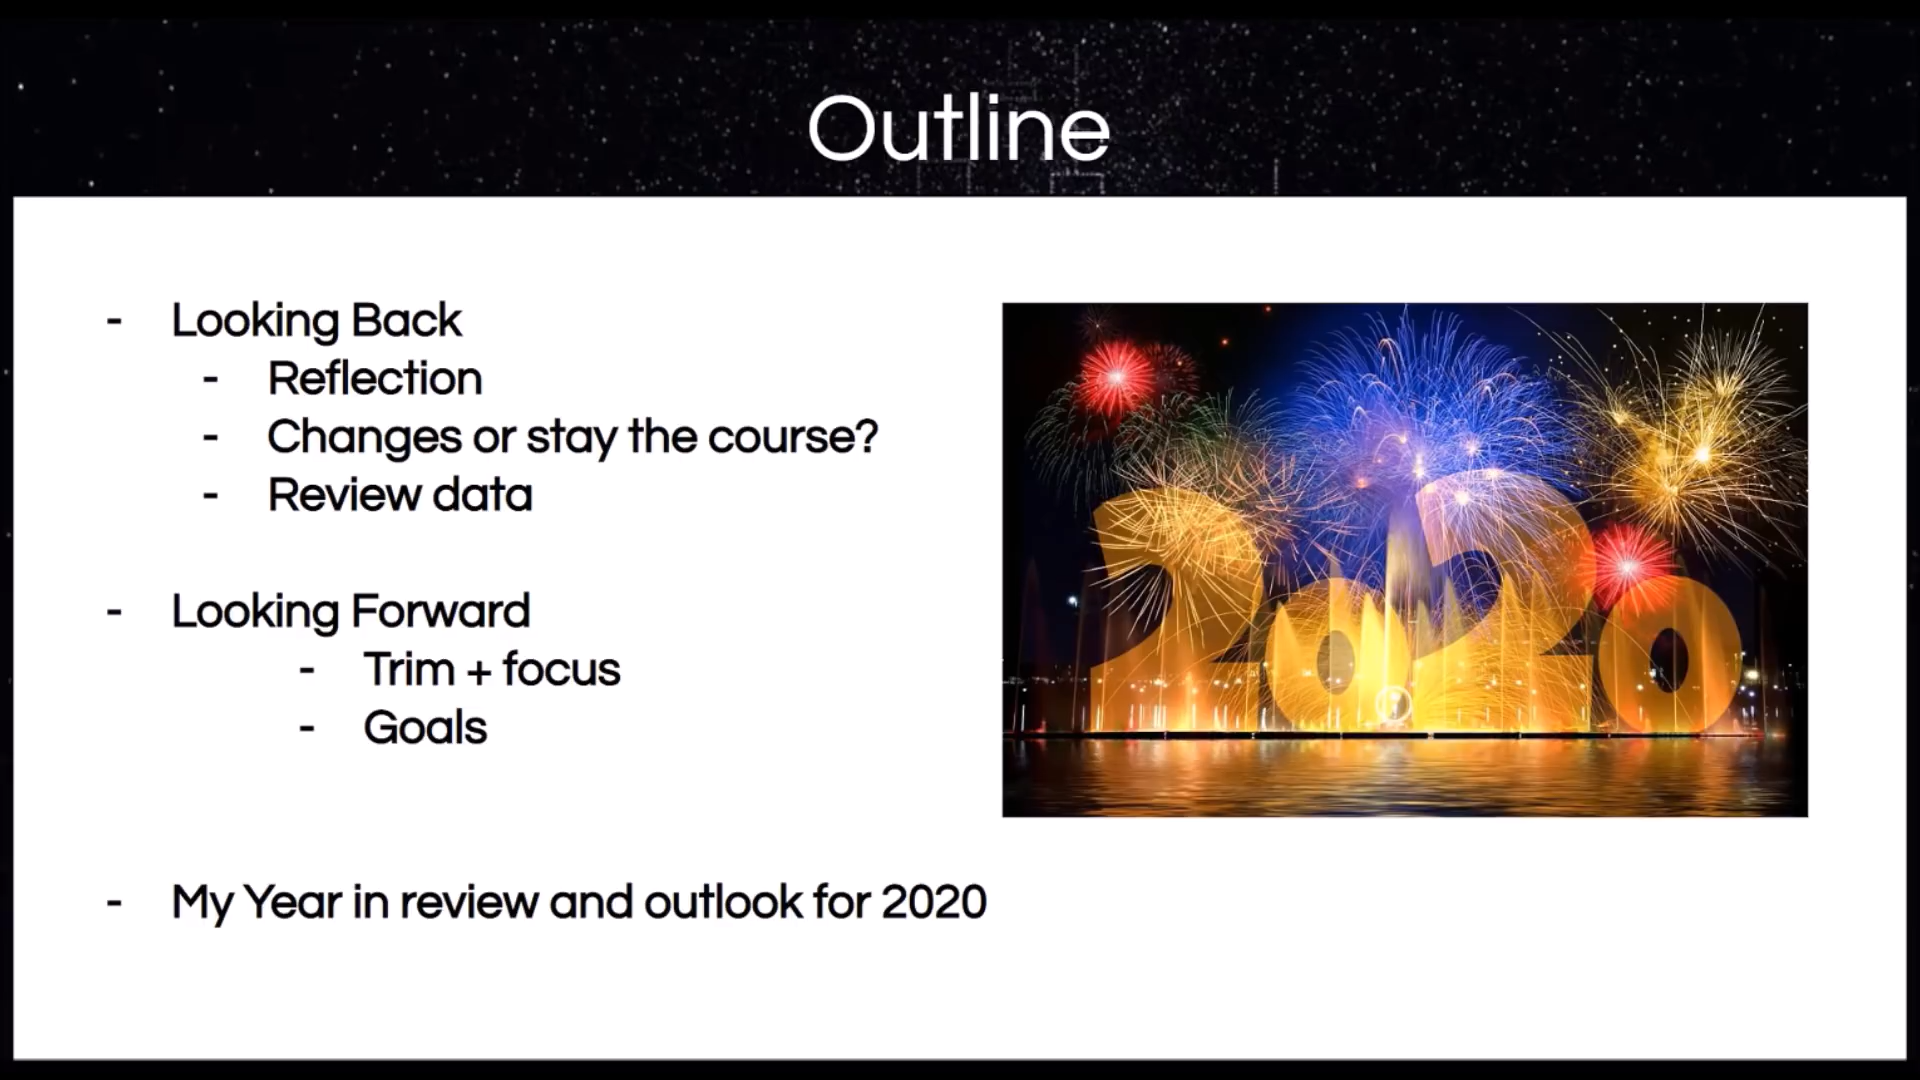 Outline
- Looking Back
- Reflection
- Changes or stay the course?
- Review data
- Looking Forward
- Trim + focus
- Goals
- My Year in review and outlook for 2020
2020